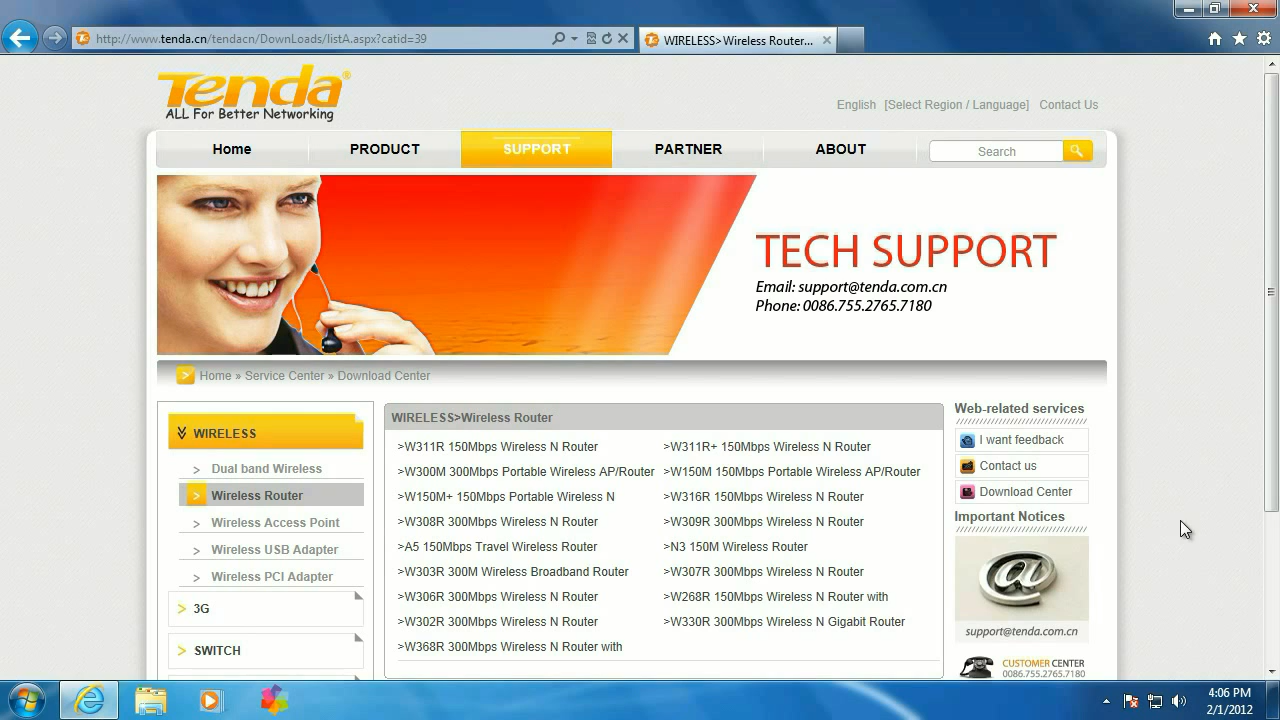 http://www.tenda.cn/tendacn/DownLoads/listA.aspx?catid=39
WIRELESS> Wireless Router...
Tenda®
ALL For Better Networking
English [Select Region / Language] Contact Us
Home PRODUCT SUPPORT PARTNER ABOUT Search
TECH SUPPORT
Email: support@tenda.com.cn
Phone: 0086.755.2765.7180
Home » Service Center » Download Center
WIRELESS
Dual band Wireless
Wireless Router
Wireless Access Point
Wireless USB Adapter
Wireless PCI Adapter
3G
SWITCH
WIRELESS>Wireless Router
>W311R 150Mbps Wireless N Router
>W311R+ 150Mbps Wireless N Router
>W300M 300Mbps Portable Wireless AP/Router
>W150M 150Mbps Portable Wireless AP/Router
>W150M+ 150Mbps Portable Wireless N
>W316R 150Mbps Wireless N Router
>W308R 300Mbps Wireless N Router
>W309R 300Mbps Wireless N Router
>A5 150Mbps Travel Wireless Router
>N3 150M Wireless Router
>W303R 300M Wireless Broadband Router
>W307R 300Mbps Wireless N Router
>W306R 300Mbps Wireless N Router
>W268R 150Mbps Wireless N Router with
>W302R 300Mbps Wireless N Router
>W330R 300Mbps Wireless N Gigabit Router
>W368R 300Mbps Wireless N Router with
Web-related services
I want feedback
Contact us
Download Center
Important Notices
@
support@tenda.com.cn
CUSTOMER CENTER
0086.755.2765.7180
4:06 PM
2/1/2012